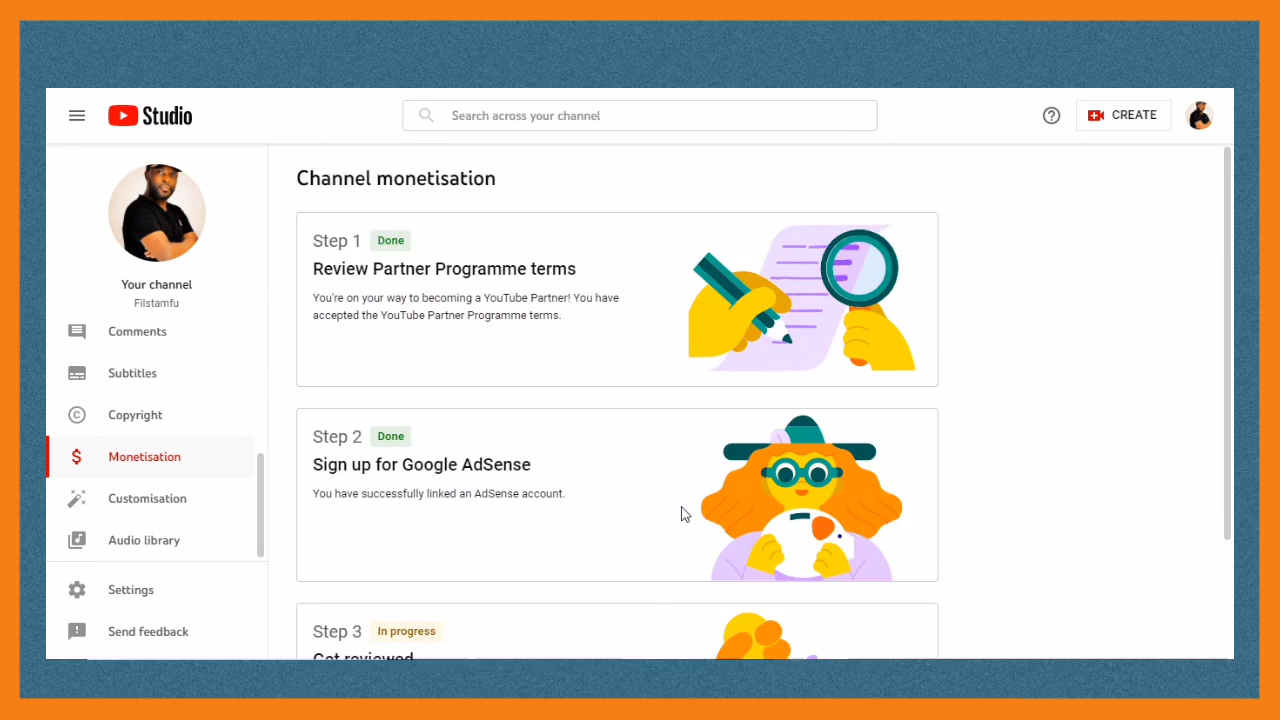 Studio
Search across your channel
CREATE
Your channel
Filstamfu
Comments
Subtitles
Copyright
Monetisation
Customisation
Audio library
Settings
Send feedback
Channel monetisation
Step 1 Done
Review Partner Programme terms
You're on your way to becoming a YouTube Partner! You have
accepted the YouTube Partner Programme terms.
Step 2 Done
Sign up for Google AdSense
You have successfully linked an AdSense account.
Step 3 In progress
Get reviewed